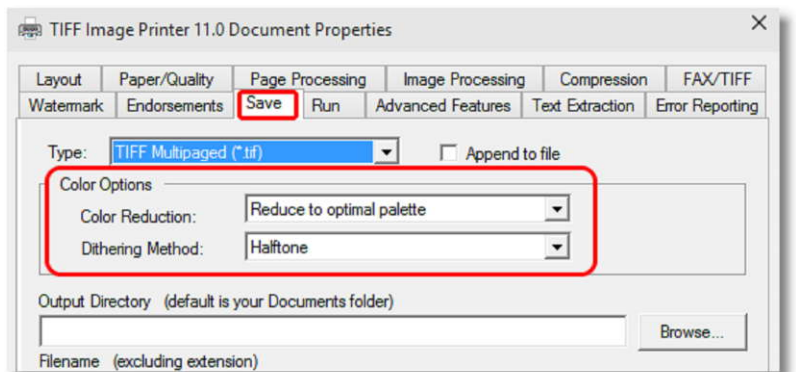 TIFF Image Printer 11.0 Document Properties
Layout Paper/Quality Page Processing Image Processing Compression FAX/TIFF
Watermark Endorsements Save Run Advanced Features Text Extraction Error Reporting
Type: TIFF Multipaged (*.tif) Append to file
Color Options
Color Reduction: Reduce to optimal palette
Dithering Method: Halftone
Output Directory (default is your Documents folder)
Browse...
Filename (excluding extension)